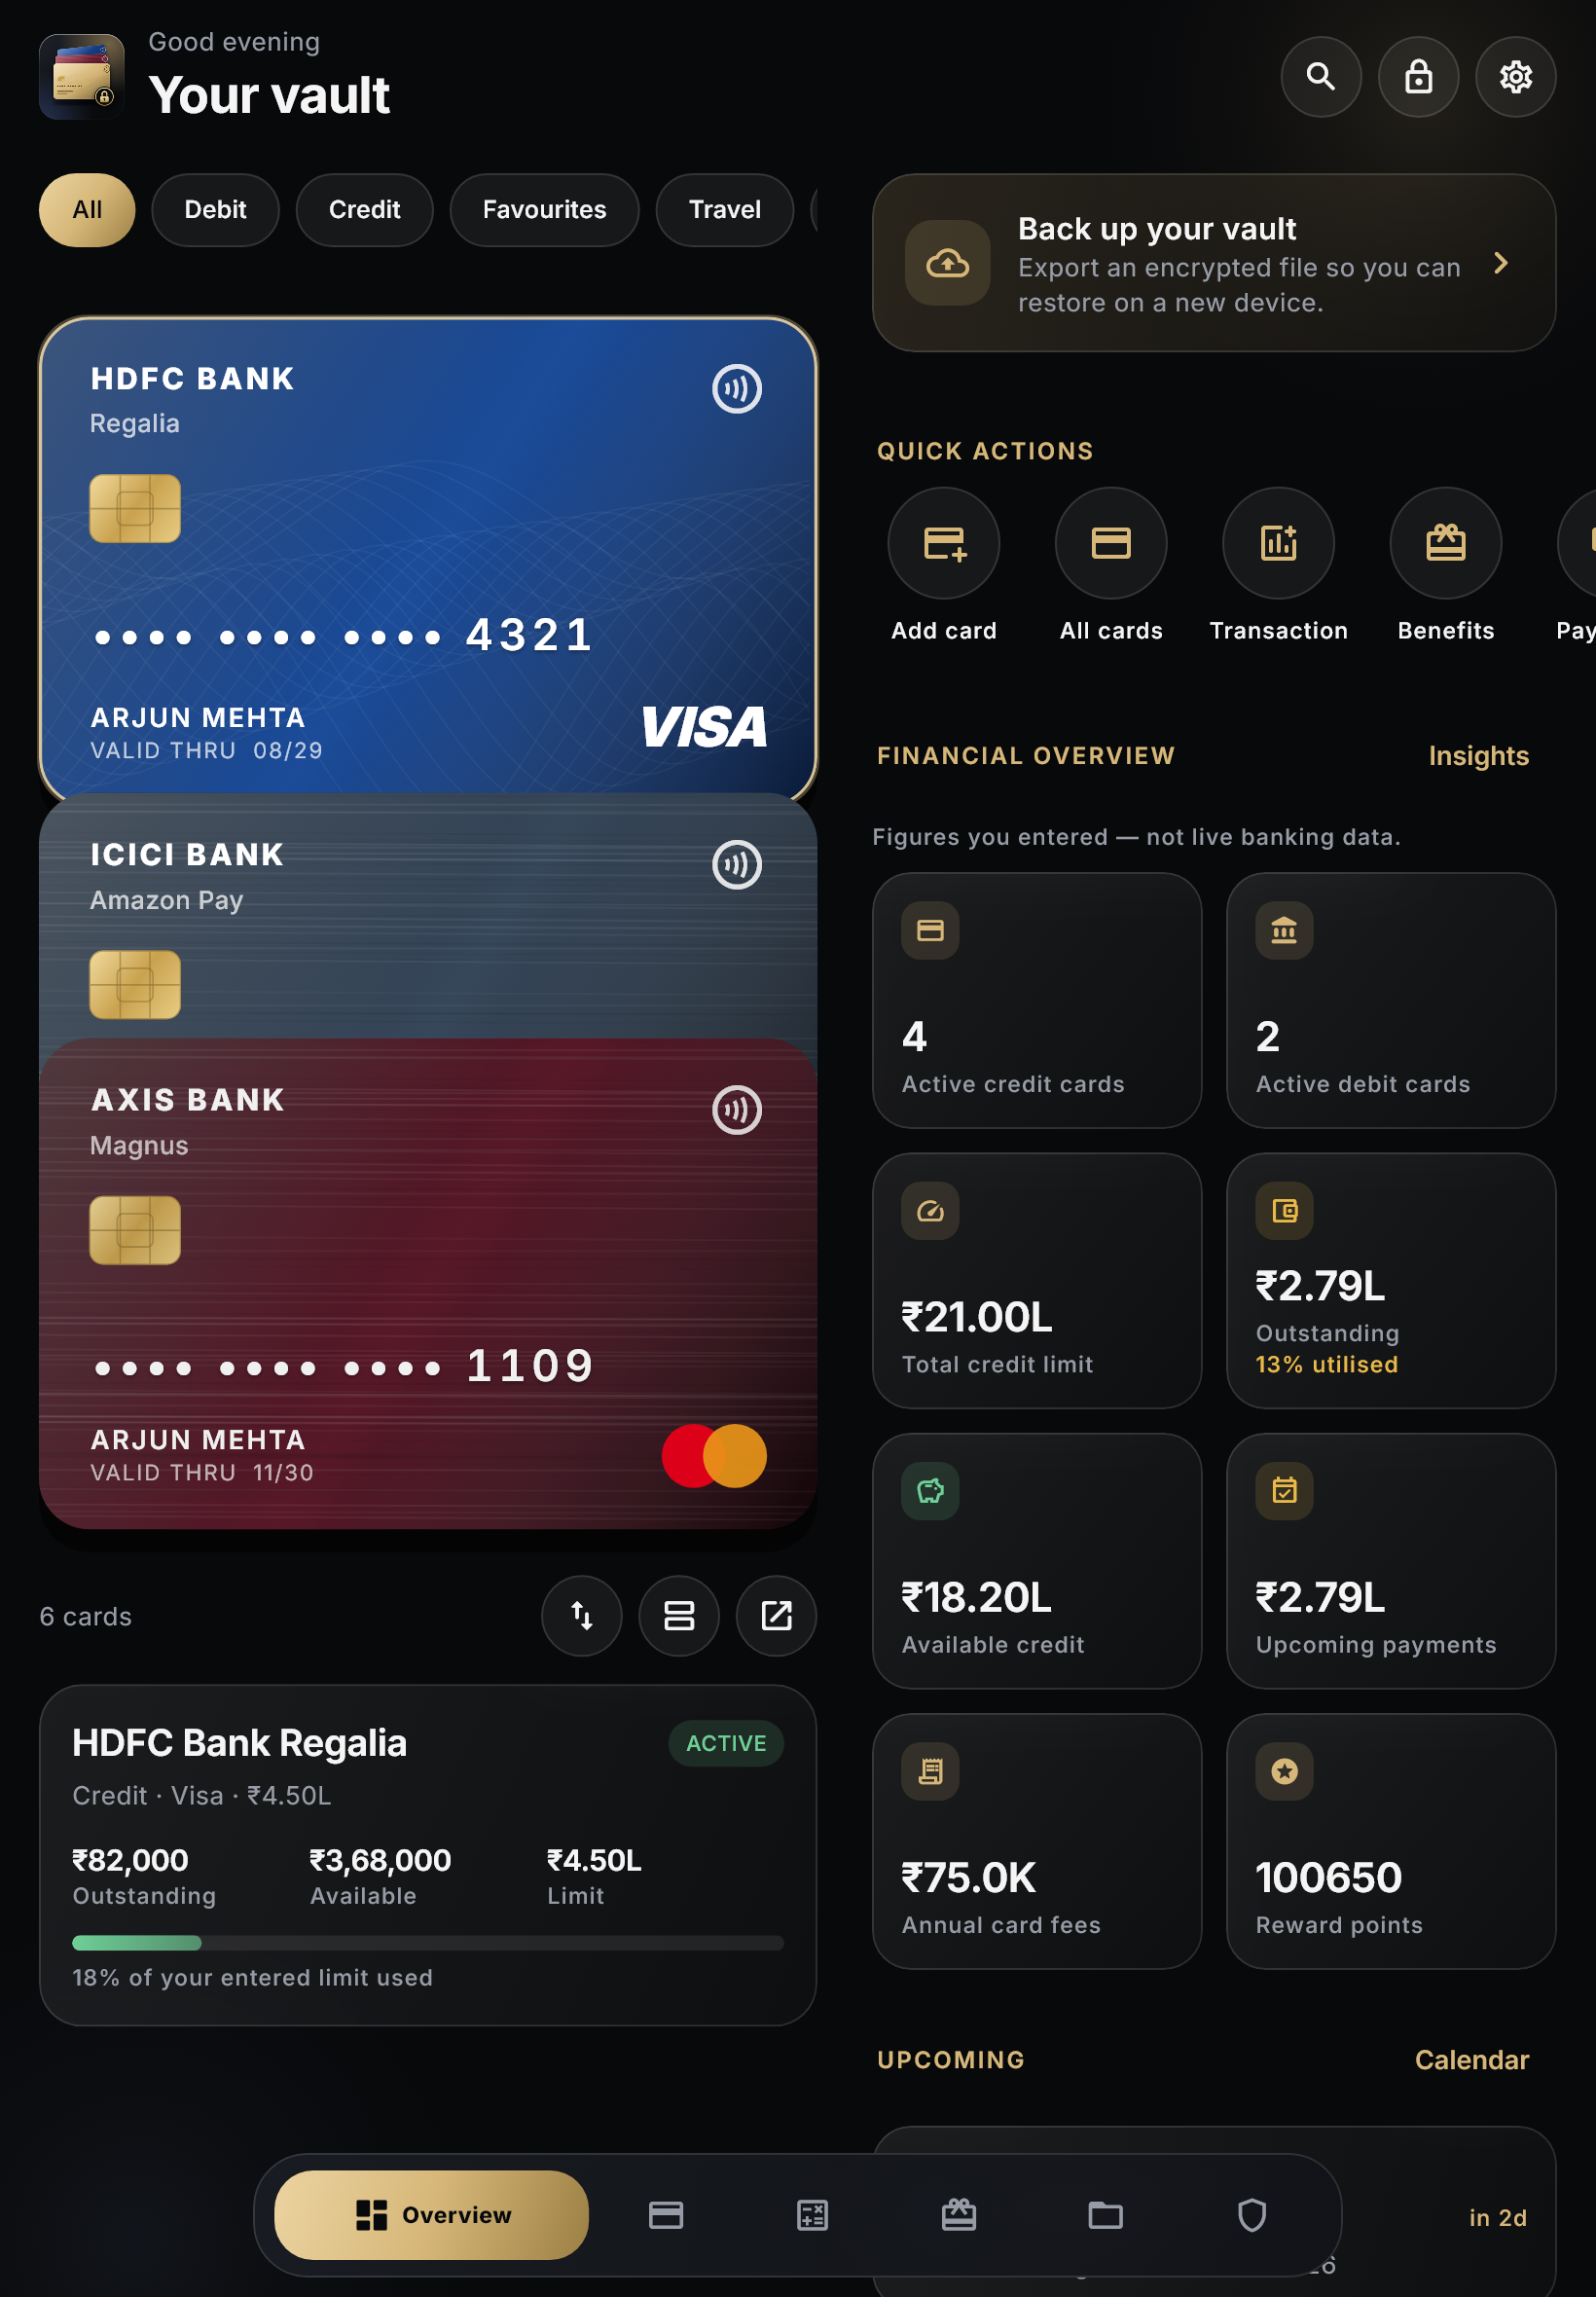 Good evening
Your vault
All
Debit
Credit
Favourites
Travel
HDFC BANK
Regalia
•••• •••• •••• 4321
ARJUN MEHTA
VALID THRU 08/29
VISA
ICICI BANK
Amazon Pay
AXIS BANK
Magnus
•••• •••• •••• 1109
ARJUN MEHTA
VALID THRU 11/30
6 cards
HDFC Bank Regalia
ACTIVE
Credit · Visa · ₹4.50L
₹82,000
Outstanding
₹3,68,000
Available
₹4.50L
Limit
18% of your entered limit used
Back up your vault
Export an encrypted file so you can
restore on a new device.
QUICK ACTIONS
Add card
All cards
Transaction
Benefits
Pay
FINANCIAL OVERVIEW
Insights
Figures you entered — not live banking data.
4
Active credit cards
2
Active debit cards
₹21.00L
Total credit limit
₹2.79L
Outstanding
13% utilised
₹18.20L
Available credit
₹2.79L
Upcoming payments
₹75.0K
Annual card fees
100650
Reward points
UPCOMING
Calendar
in 2d
Overview